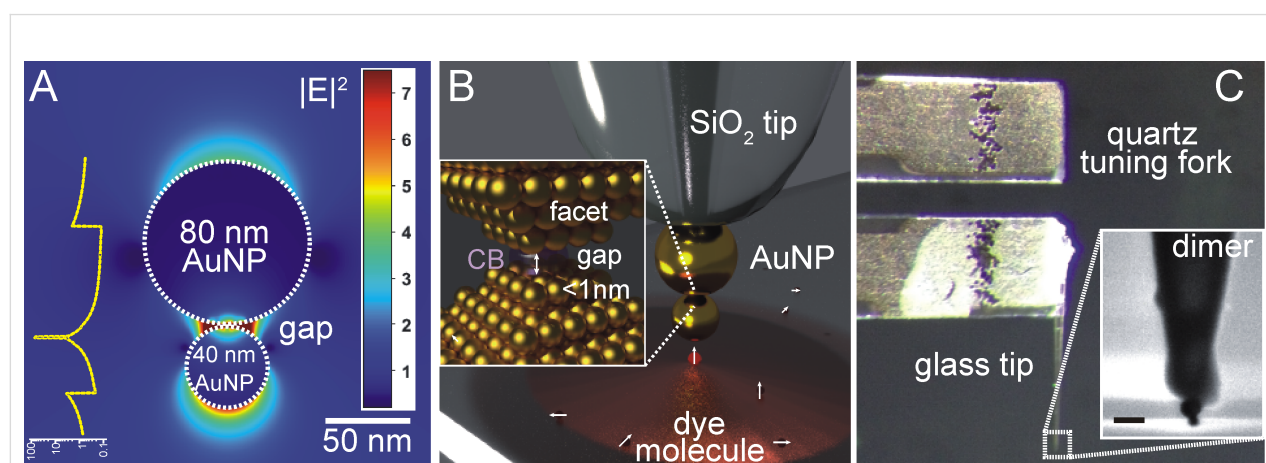 A
|E|²
7
6
5
4
3
2
1
80 nm
AuNP
gap
40 nm
AuNP
50 nm
100
10
1
0.1
B
SiO₂ tip
facet
CB
gap
<1nm
AuNP
dye
molecule
C
quartz
tuning fork
dimer
glass tip